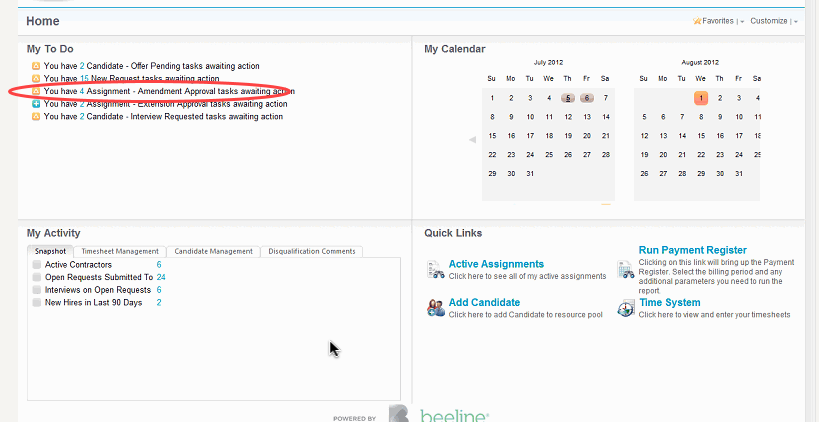 Home
Favorites | Customize |
My To Do
You have 2 Candidate - Offer Pending tasks awaiting action
You have 15 New Request tasks awaiting action
You have 4 Assignment - Amendment Approval tasks awaiting action
You have 2 Assignment - Extension Approval tasks awaiting action
You have 2 Candidate - Interview Requested tasks awaiting action
My Calendar
July 2012
Su Mo Tu We Th Fr Sa
1 2 3 4 5 6 7
8 9 10 11 12 13 14
15 16 17 18 19 20 21
22 23 24 25 26 27 28
29 30 31
August 2012
Su Mo Tu We Th Fr Sa
1 2 3 4
5 6 7 8 9 10 11
12 13 14 15 16 17 18
19 20 21 22 23 24 25
26 27 28 29 30 31
My Activity
Snapshot Timesheet Management Candidate Management Disqualification Comments
Active Contractors 6
Open Requests Submitted To 24
Interviews on Open Requests 6
New Hires in Last 90 Days 2
Quick Links
Active Assignments
Click here to see all of my active assignments
Add Candidate
Click here to add Candidate to resource pool
Run Payment Register
Clicking on this link will bring up the Payment
Register. Select the billing period and any
additional parameters you need to run the
report.
Time System
Click here to view and enter your timesheets
POWERED BY beeline